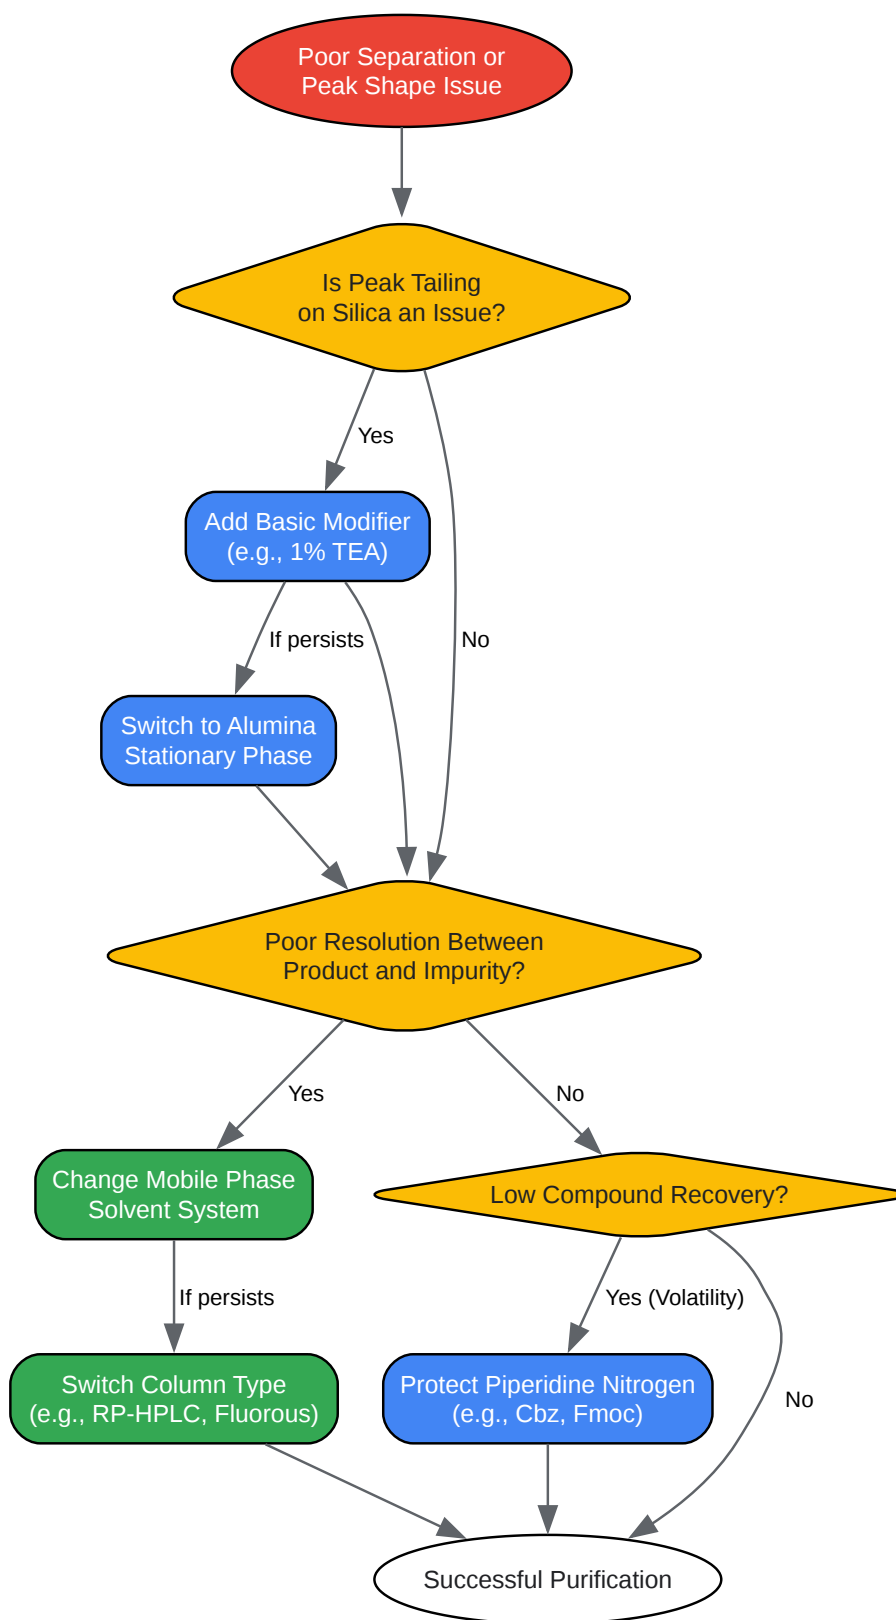 Poor Separation or
Peak Shape Issue
Is Peak Tailing
on Silica an Issue?
Yes
Add Basic Modifier
(e.g., 1% TEA)
If persists
No
Switch to Alumina
Stationary Phase
Poor Resolution Between
Product and Impurity?
Yes
No
Change Mobile Phase
Solvent System
Low Compound Recovery?
If persists
Yes (Volatility)
Switch Column Type
(e.g., RP-HPLC, Fluorous)
Protect Piperidine Nitrogen
(e.g., Cbz, Fmoc)
No
Successful Purification